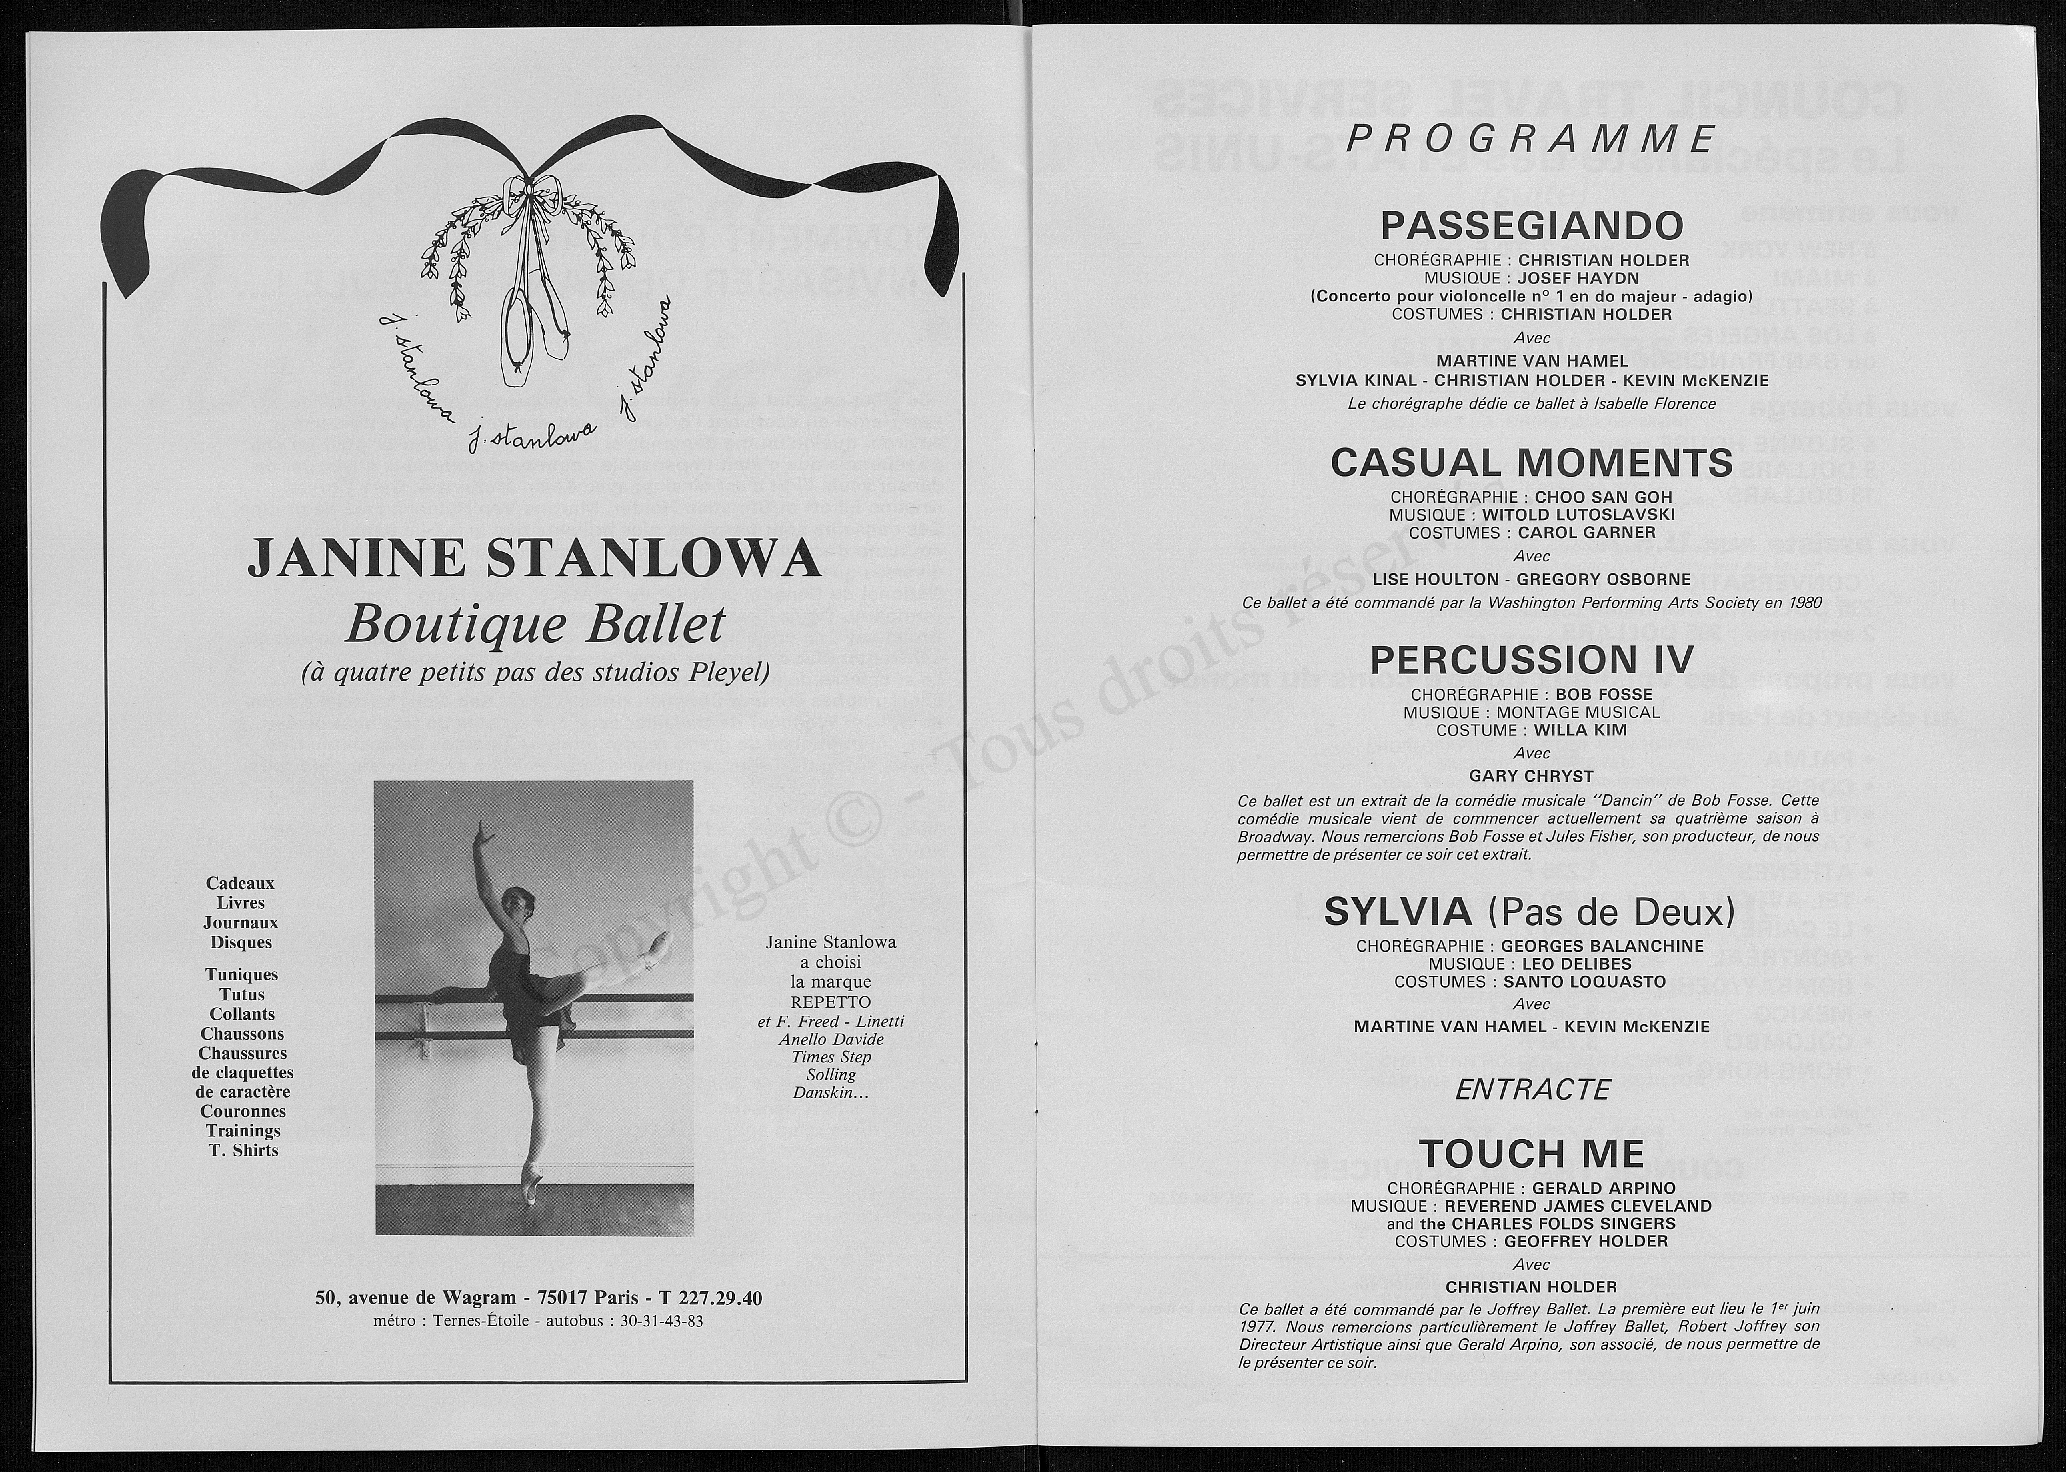 j. stanlowa
j. stanlowa
j. stanlowa
JANINE STANLOWA
Boutique Ballet
(à quatre petits pas des studios Pleyel)
Cadeaux
Livres
Journaux
Disques
Tuniques
Tutus
Collants
Chaussons
Chaussures
de claquettes
de caractère
Couronnes
Trainings
T. Shirts
Janine Stanlowa
a choisi
la marque
REPETTO
et F. Freed - Linetti
Anello Davide
Times Step
Solling
Danskin...
50, avenue de Wagram - 75017 Paris - T 227.29.40
métro : Ternes-Étoile - autobus : 30-31-43-83
Copyright © - Tous droits réservés
PROGRAMME
PASSEGIANDO
CHORÉGRAPHIE : CHRISTIAN HOLDER
MUSIQUE : JOSEF HAYDN
(Concerto pour violoncelle n° 1 en do majeur - adagio)
COSTUMES : CHRISTIAN HOLDER
Avec
MARTINE VAN HAMEL
SYLVIA KINAL - CHRISTIAN HOLDER - KEVIN McKENZIE
Le chorégraphe dédie ce ballet à Isabelle Florence
CASUAL MOMENTS
CHORÉGRAPHIE : CHOO SAN GOH
MUSIQUE : WITOLD LUTOSLAVSKI
COSTUMES : CAROL GARNER
Avec
LISE HOULTON - GREGORY OSBORNE
Ce ballet a été commandé par la Washington Performing Arts Society en 1980
PERCUSSION IV
CHORÉGRAPHIE : BOB FOSSE
MUSIQUE : MONTAGE MUSICAL
COSTUME : WILLA KIM
Avec
GARY CHRYST
Ce ballet est un extrait de la comédie musicale "Dancin" de Bob Fosse. Cette
comédie musicale vient de commencer actuellement sa quatrième saison à
Broadway. Nous remercions Bob Fosse et Jules Fisher, son producteur, de nous
permettre de présenter ce soir cet extrait.
SYLVIA (Pas de Deux)
CHORÉGRAPHIE : GEORGES BALANCHINE
MUSIQUE : LEO DELIBES
COSTUMES : SANTO LOQUASTO
Avec
MARTINE VAN HAMEL - KEVIN McKENZIE
ENTRACTE
TOUCH ME
CHORÉGRAPHIE : GERALD ARPINO
MUSIQUE : REVEREND JAMES CLEVELAND
and the CHARLES FOLDS SINGERS
COSTUMES : GEOFFREY HOLDER
Avec
CHRISTIAN HOLDER
Ce ballet a été commandé par le Joffrey Ballet. La première eut lieu le 1er juin
1977. Nous remercions particulièrement le Joffrey Ballet, Robert Joffrey son
Directeur Artistique ainsi que Gerald Arpino, son associé, de nous permettre de
le présenter ce soir.